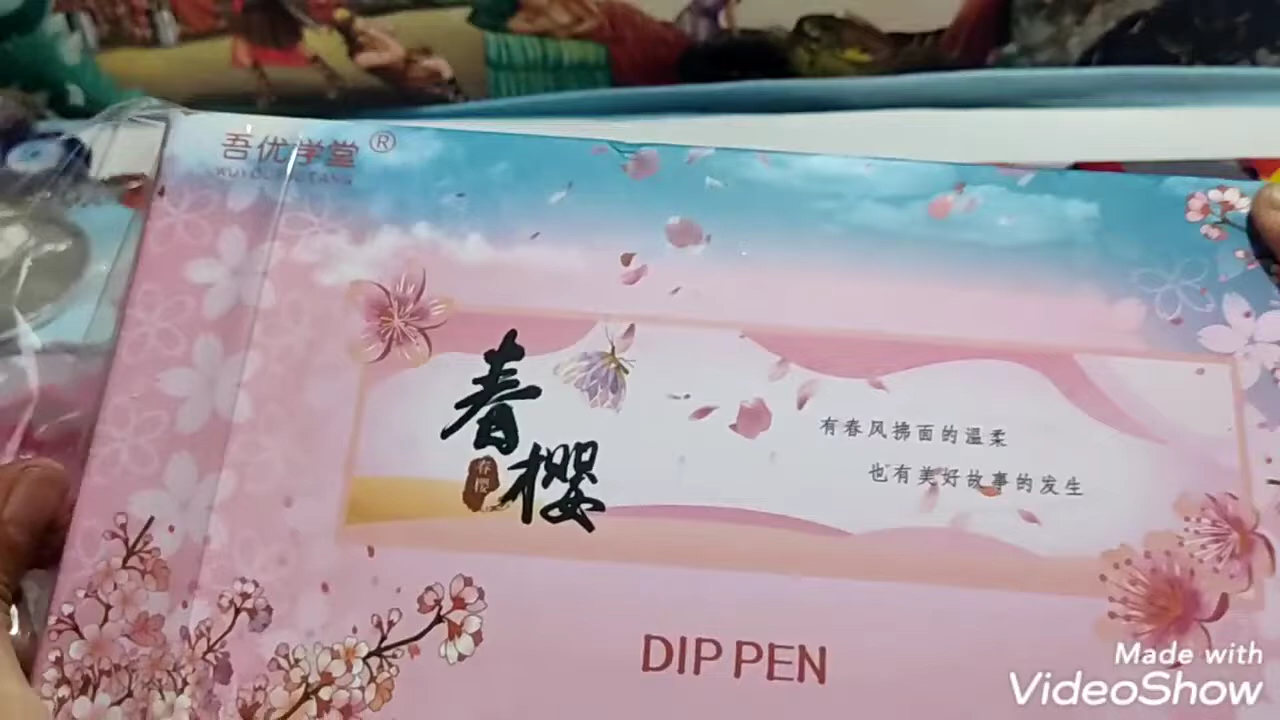 吾优学堂®
春樱
春樱
有春风拂面的温柔
也有美好故事的发生
DIP PEN
Made with
VideoShow